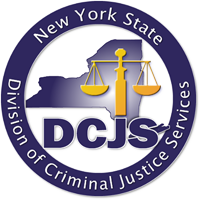 New York State
DCJS
Division of Criminal Justice Services